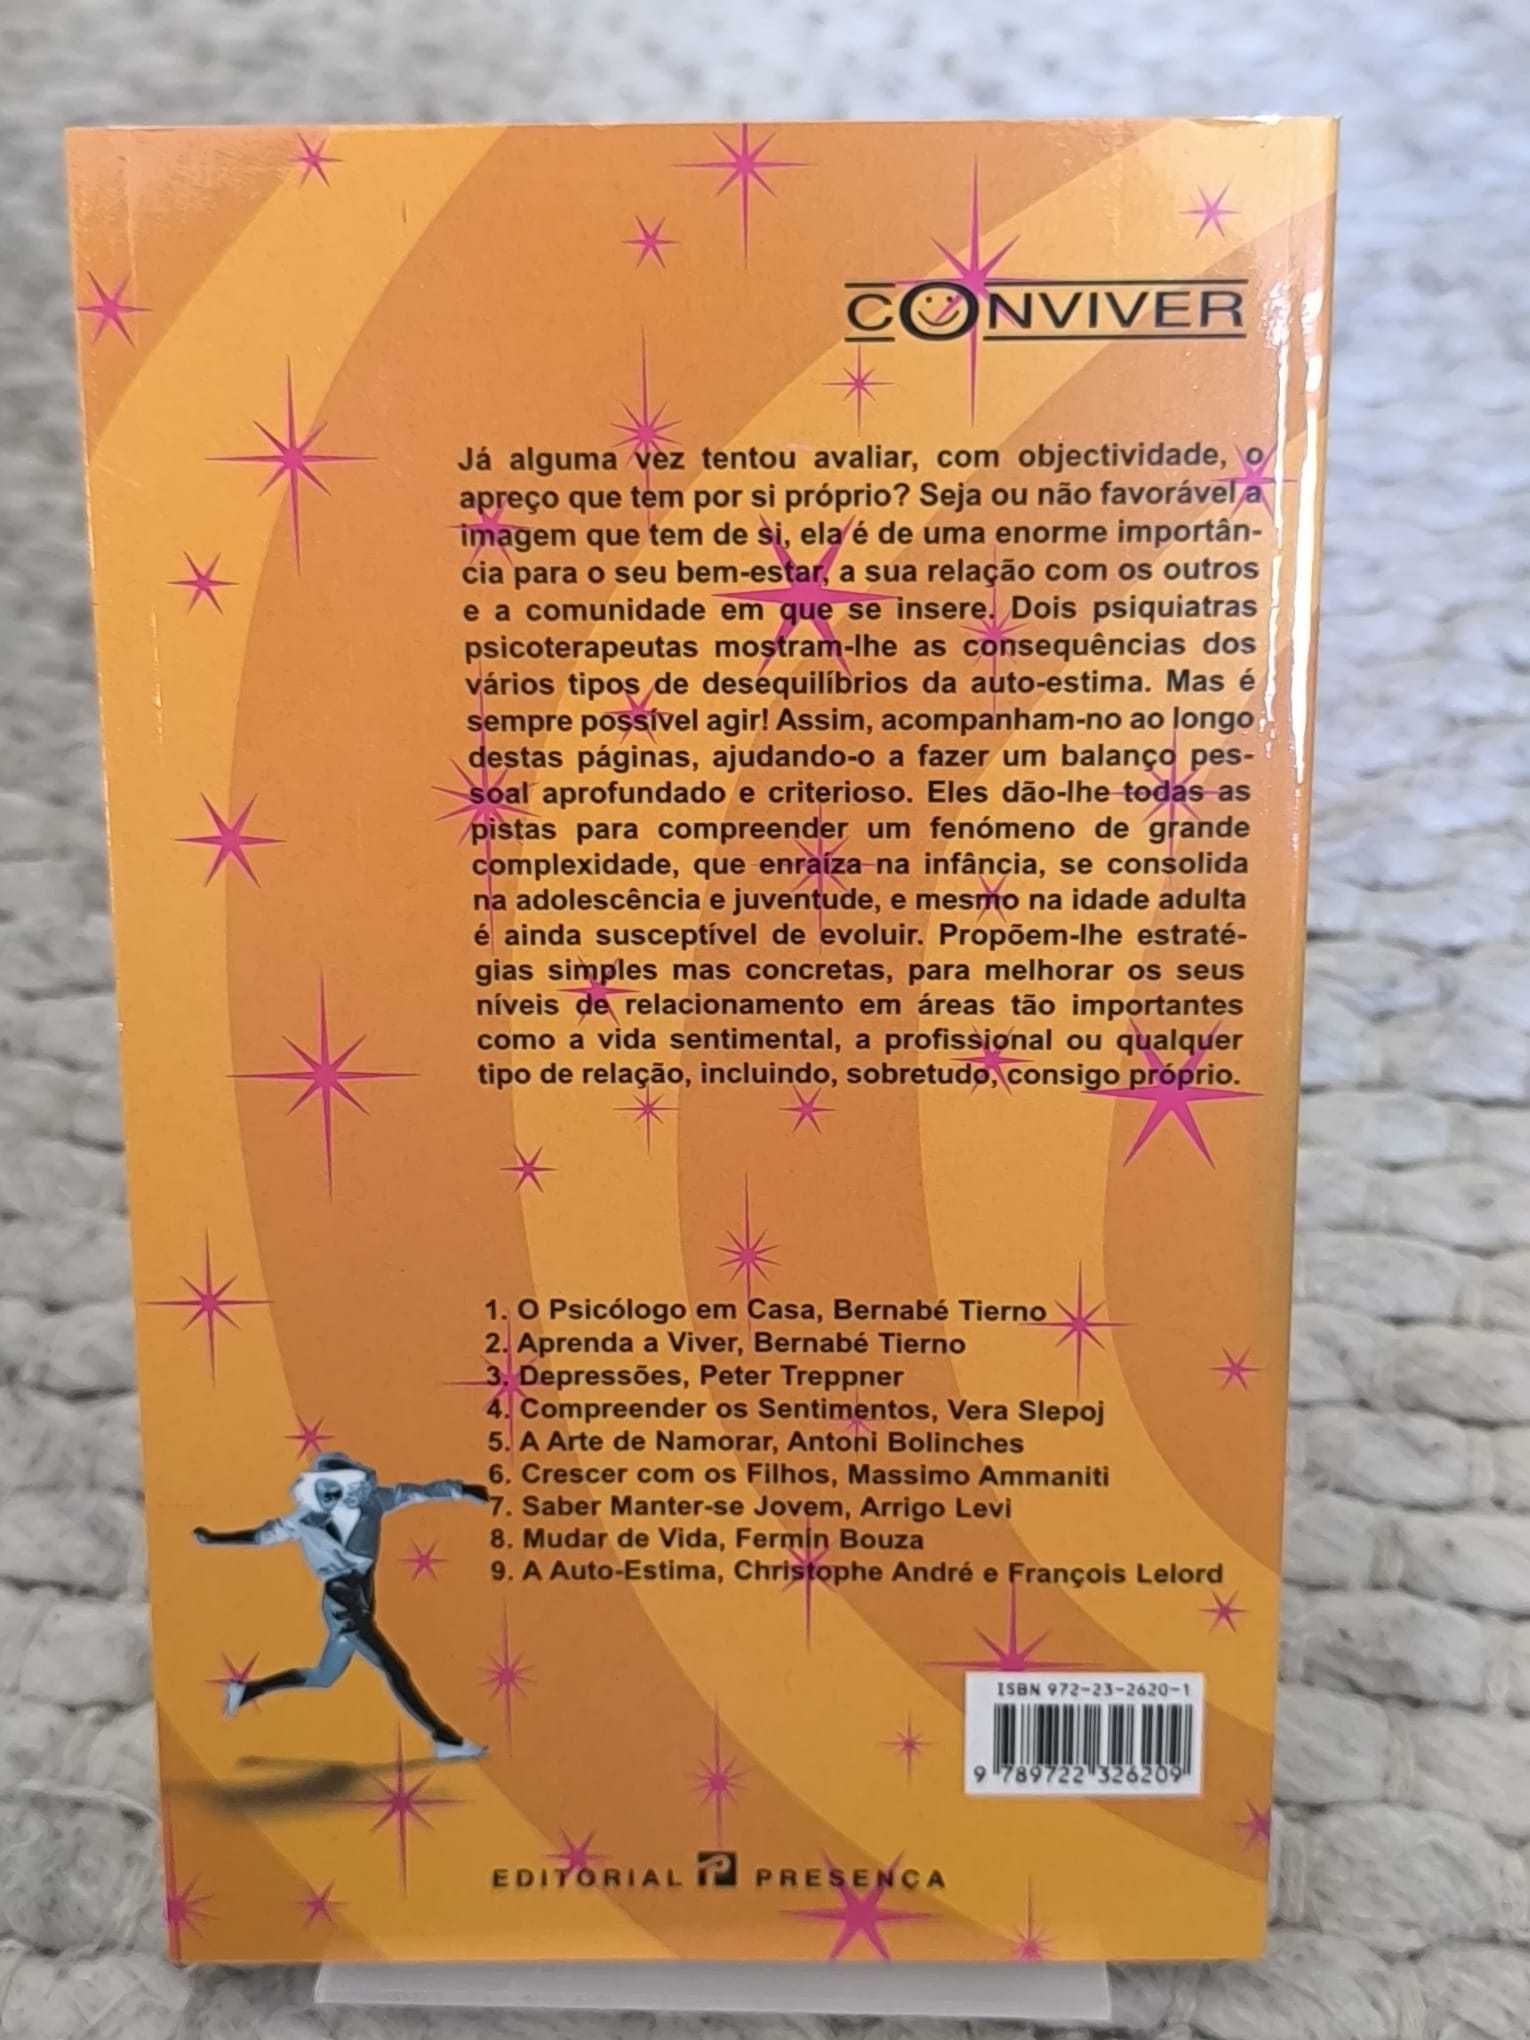 CONVIVER
Já alguma vez tentou avaliar, com objectividade, o
apreço que tem por si próprio? Seja ou não favorável a
imagem que tem de si, ela é de uma enorme importân-
cia para o seu bem-estar, a sua relação com os outros
e a comunidade em que se insere. Dois psiquiatras
psicoterapeutas mostram-lhe as consequências dos
vários tipos de desequilíbrios da auto-estima. Mas é
sempre possível agir! Assim, acompanham-no ao longo
destas páginas, ajudando-o a fazer um balanço pes-
soal aprofundado e criterioso. Eles dão-lhe todas as
pistas para compreender um fenómeno de grande
complexidade, que enraíza na infância, se consolida
na adolescência e juventude, e mesmo na idade adulta
é ainda susceptível de evoluir. Propõem-lhe estraté-
gias simples mas concretas, para melhorar os seus
níveis de relacionamento em áreas tão importantes
como a vida sentimental, a profissional ou qualquer
tipo de relação, incluindo, sobretudo, consigo próprio.
1. O Psicólogo em Casa, Bernabé Tierno
2. Aprenda a Viver, Bernabé Tierno
3. Depressões, Peter Treppner
4. Compreender os Sentimentos, Vera Slepoj
5. A Arte de Namorar, Antoni Bolinches
6. Crescer com os Filhos, Massimo Ammaniti
7. Saber Manter-se Jovem, Arrigo Levi
8. Mudar de Vida, Fermín Bouza
9. A Auto-Estima, Christophe André e François Lelord
ISBN 972-23-2620-1
9 789722 326209
EDITORIAL PRESENÇA